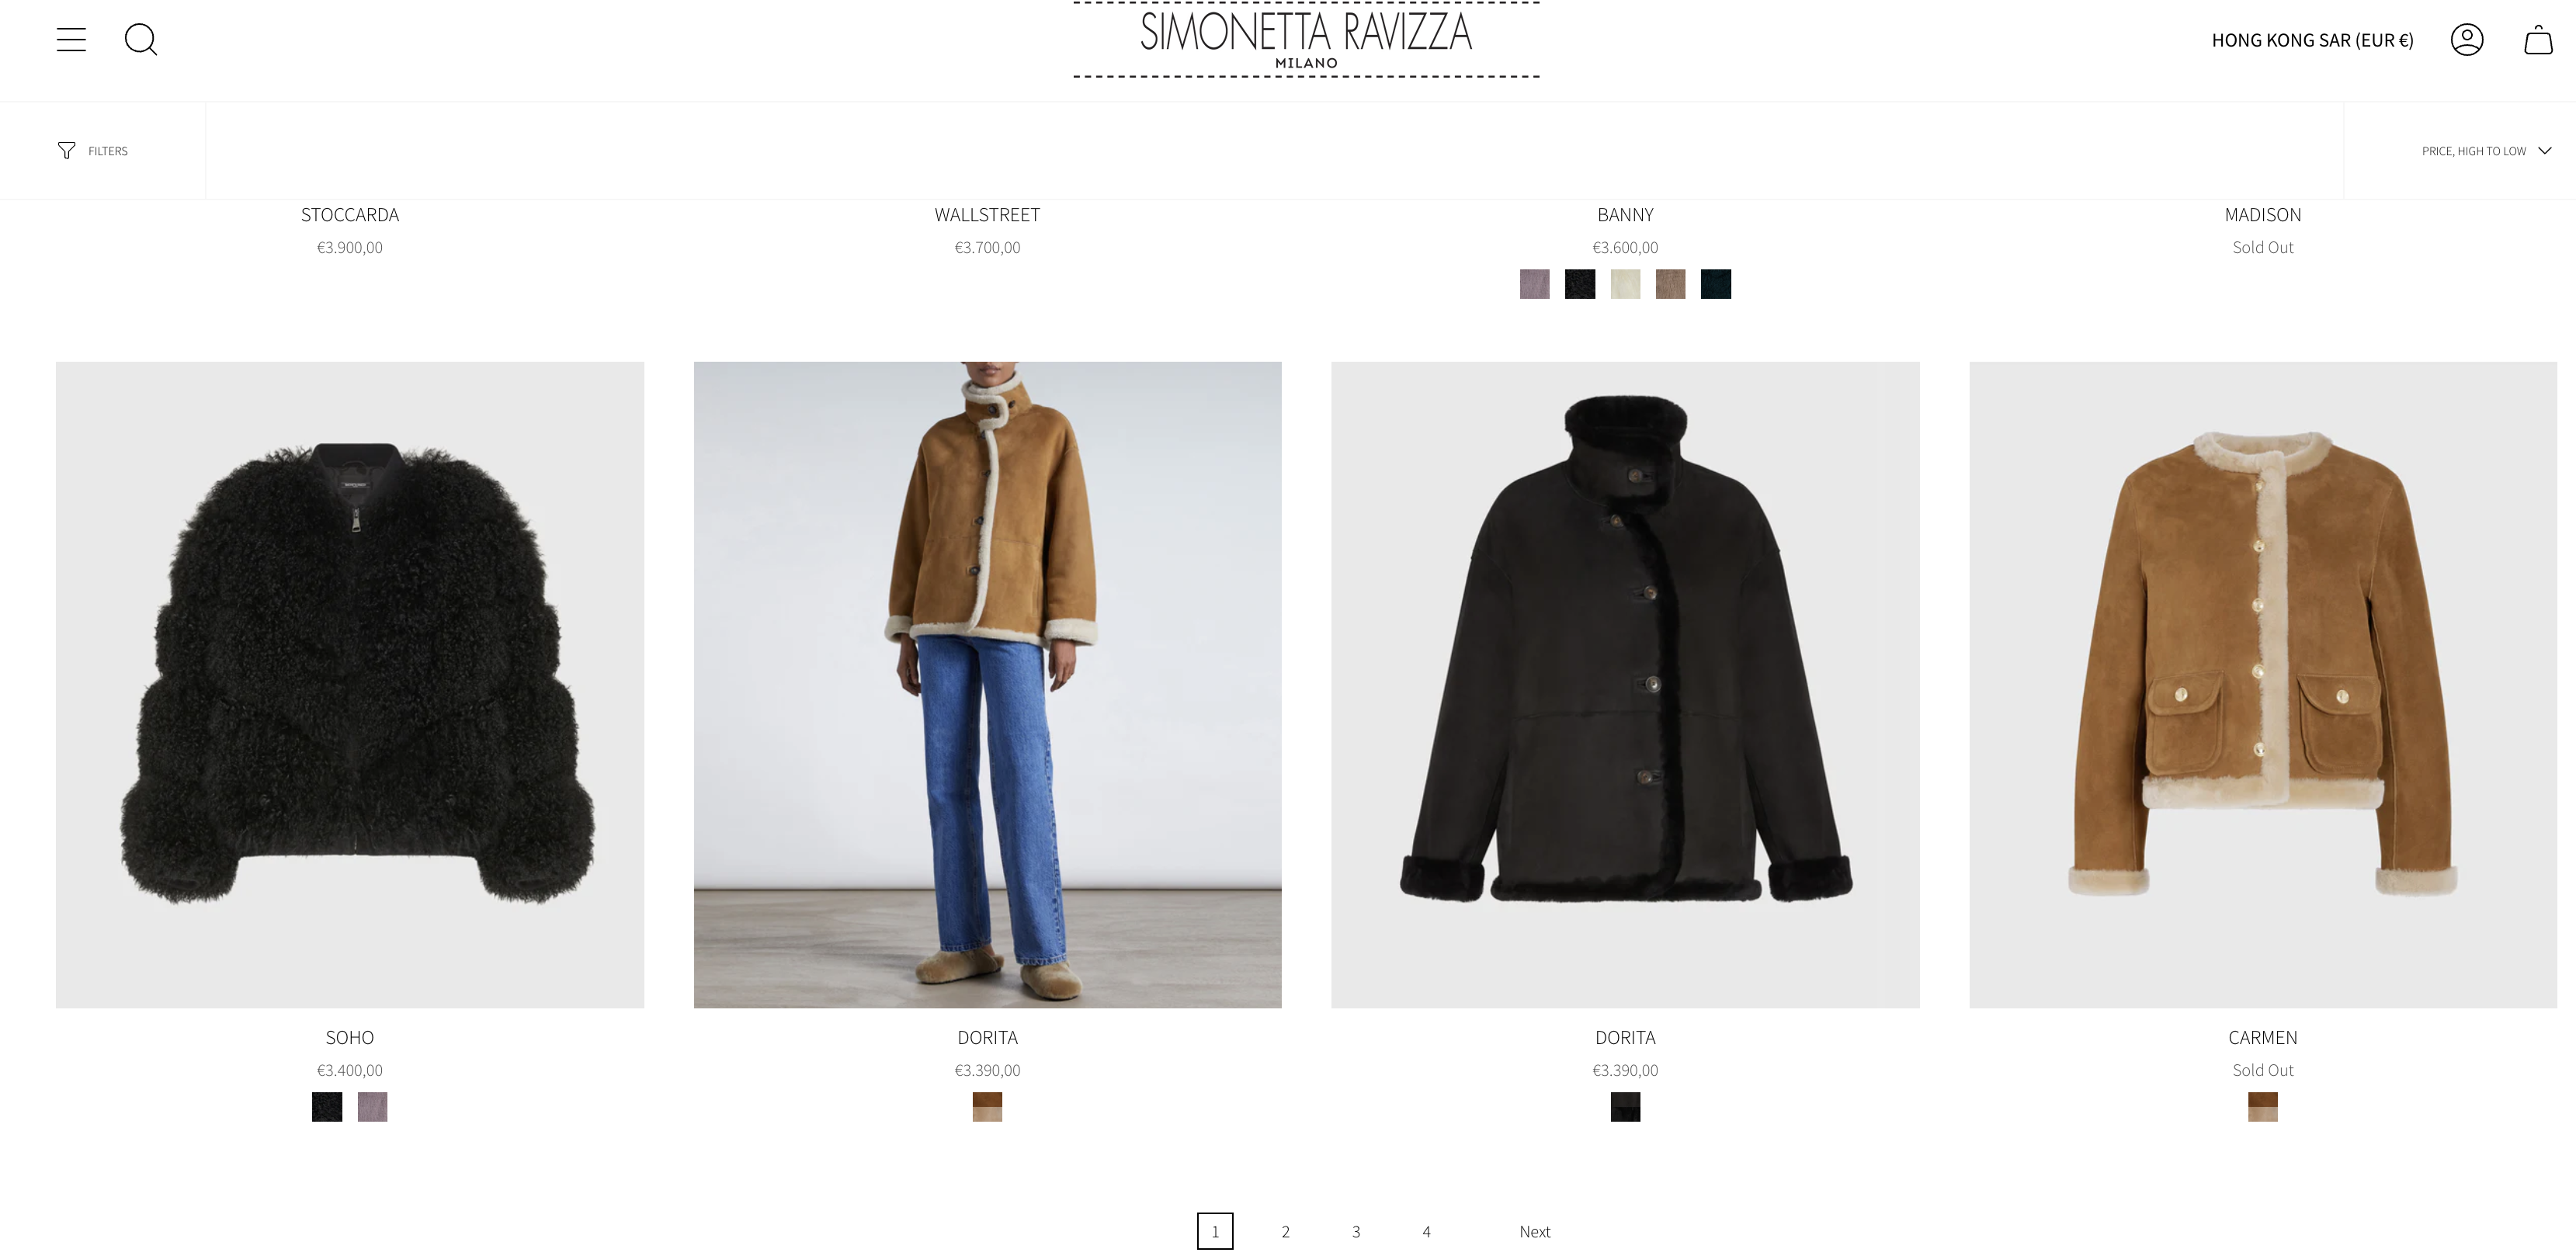 SIMONETTA RAVIZZA
MILANO
HONG KONG SAR (EUR €)
FILTERS
PRICE, HIGH TO LOW
STOCCARDA
€3.900,00
WALLSTREET
€3.700,00
BANNY
€3.600,00
MADISON
Sold Out
SOHO
€3.400,00
DORITA
€3.390,00
DORITA
€3.390,00
CARMEN
Sold Out
1 2 3 4 Next